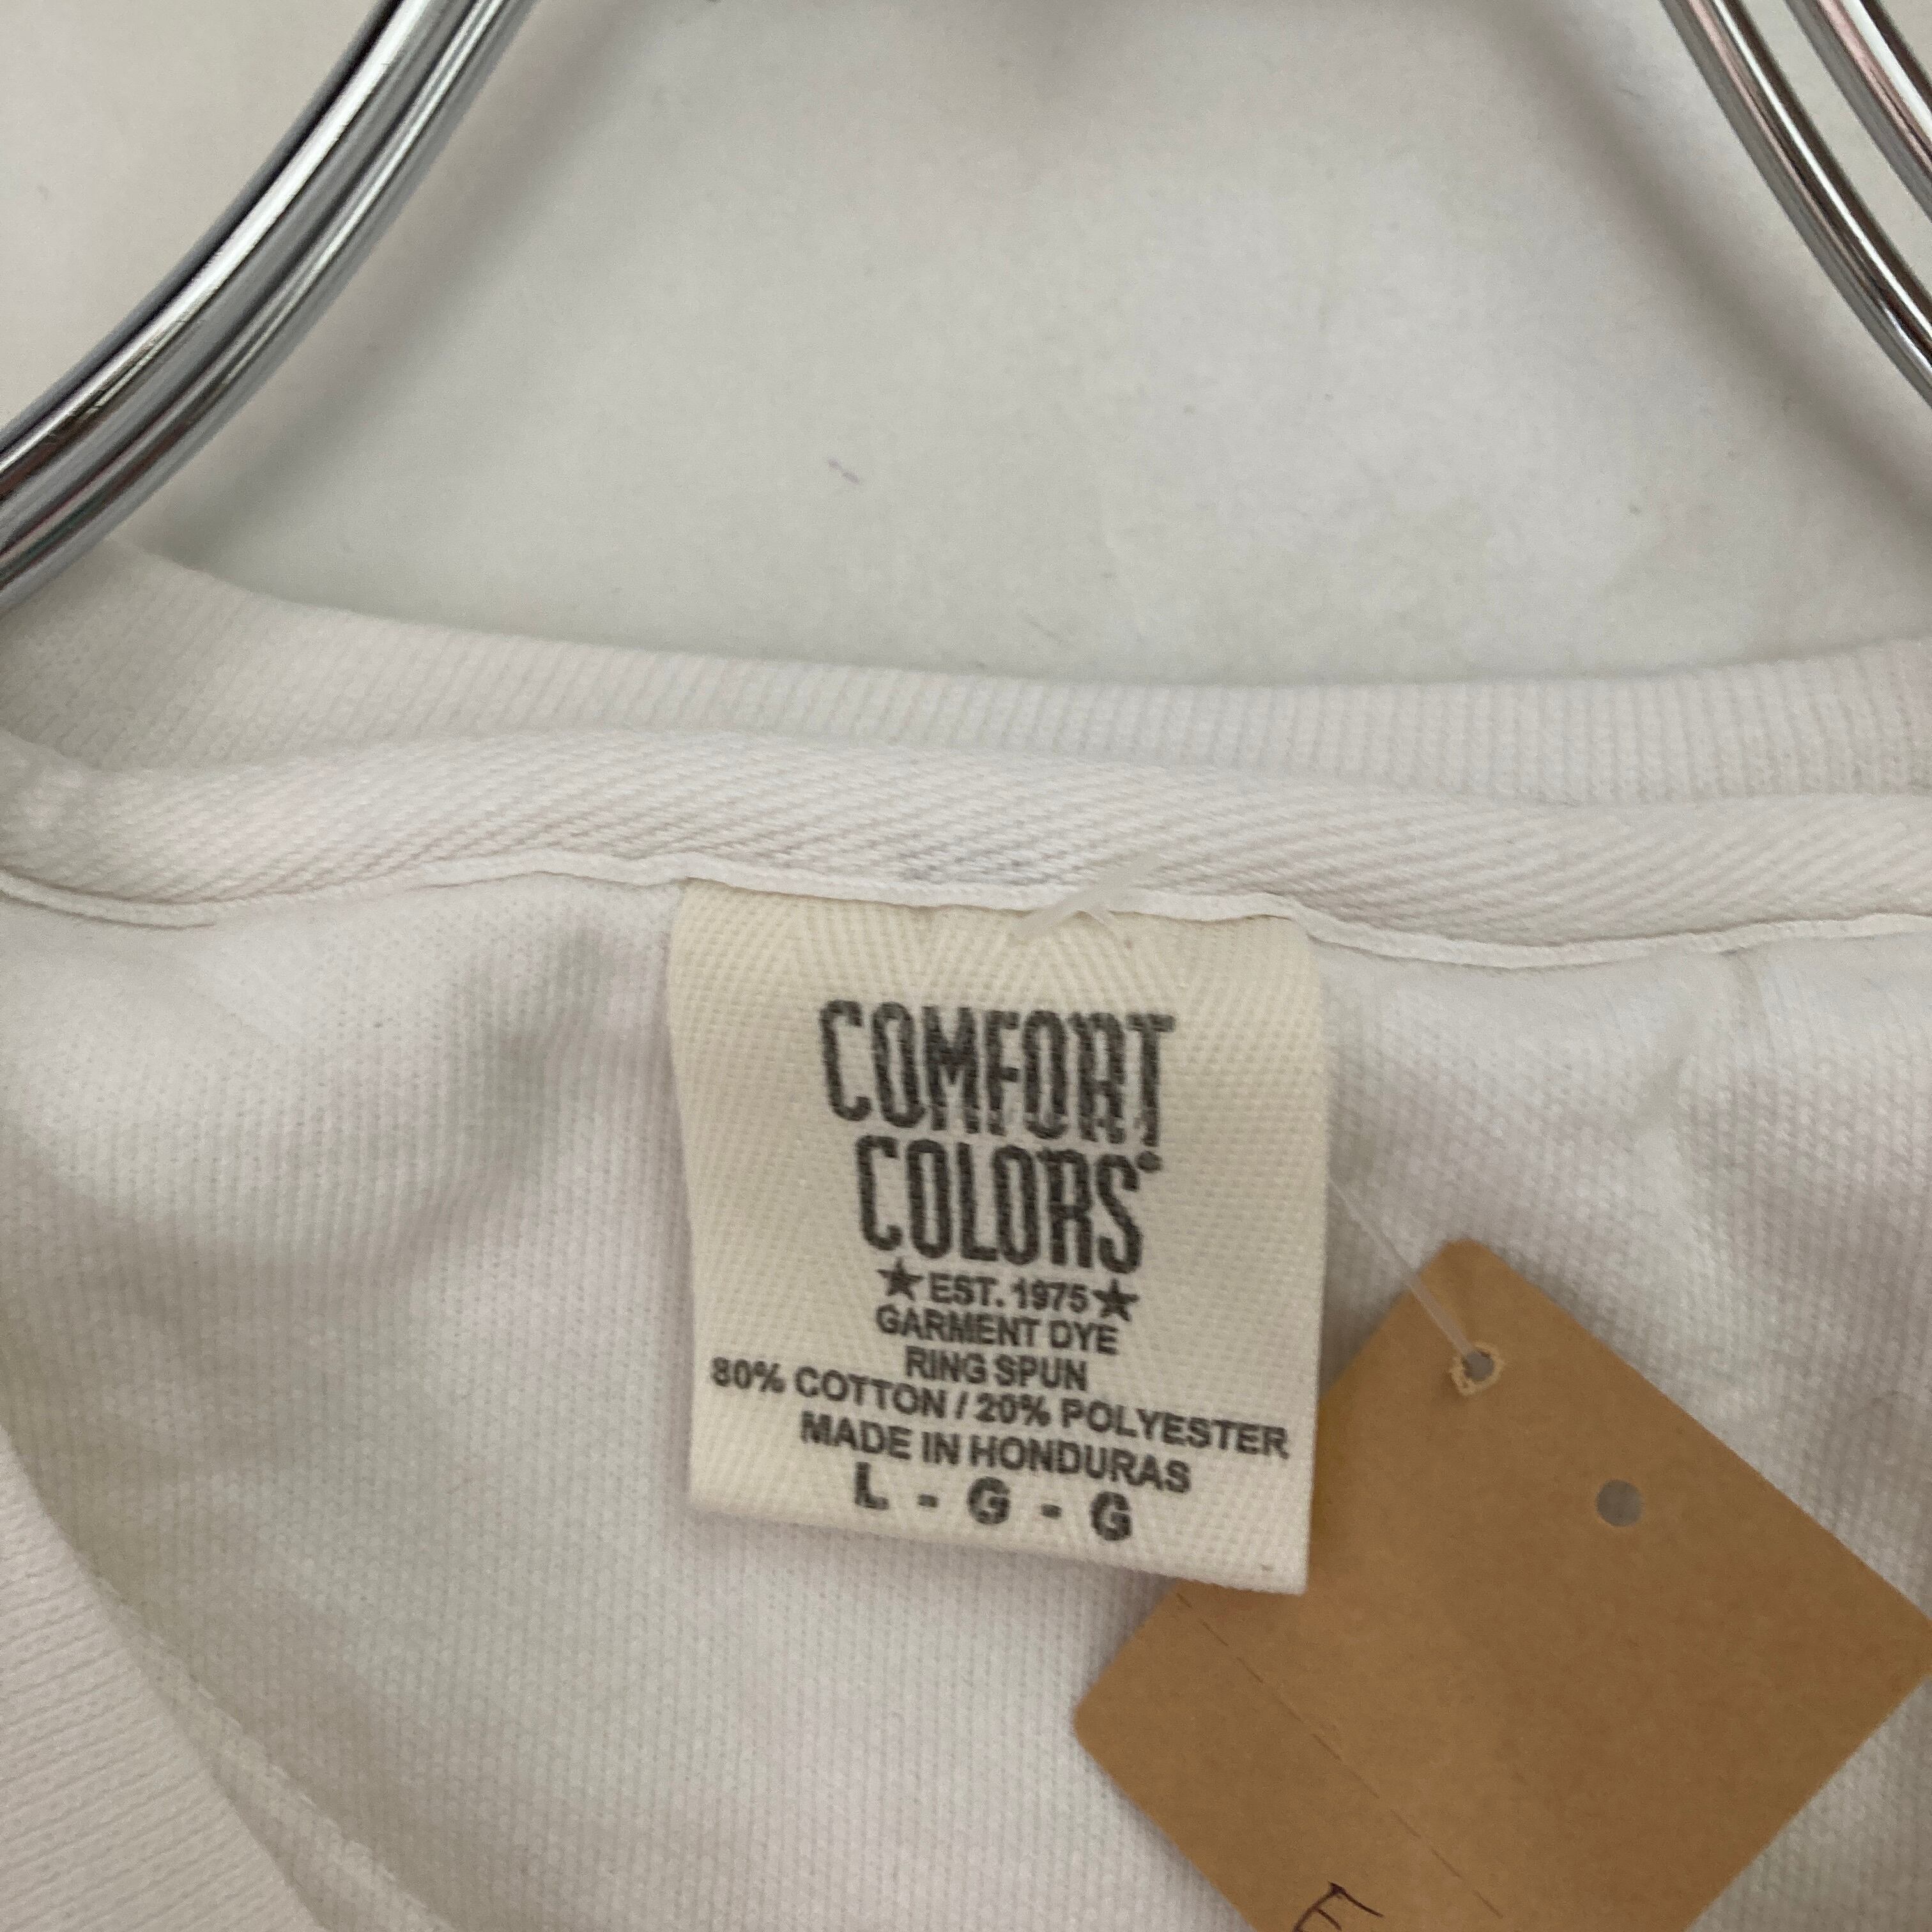 COMFORT
COLORS®
★ EST. 1975 ★
GARMENT DYE
RING SPUN
80% COTTON / 20% POLYESTER
MADE IN HONDURAS
L - G - G
E